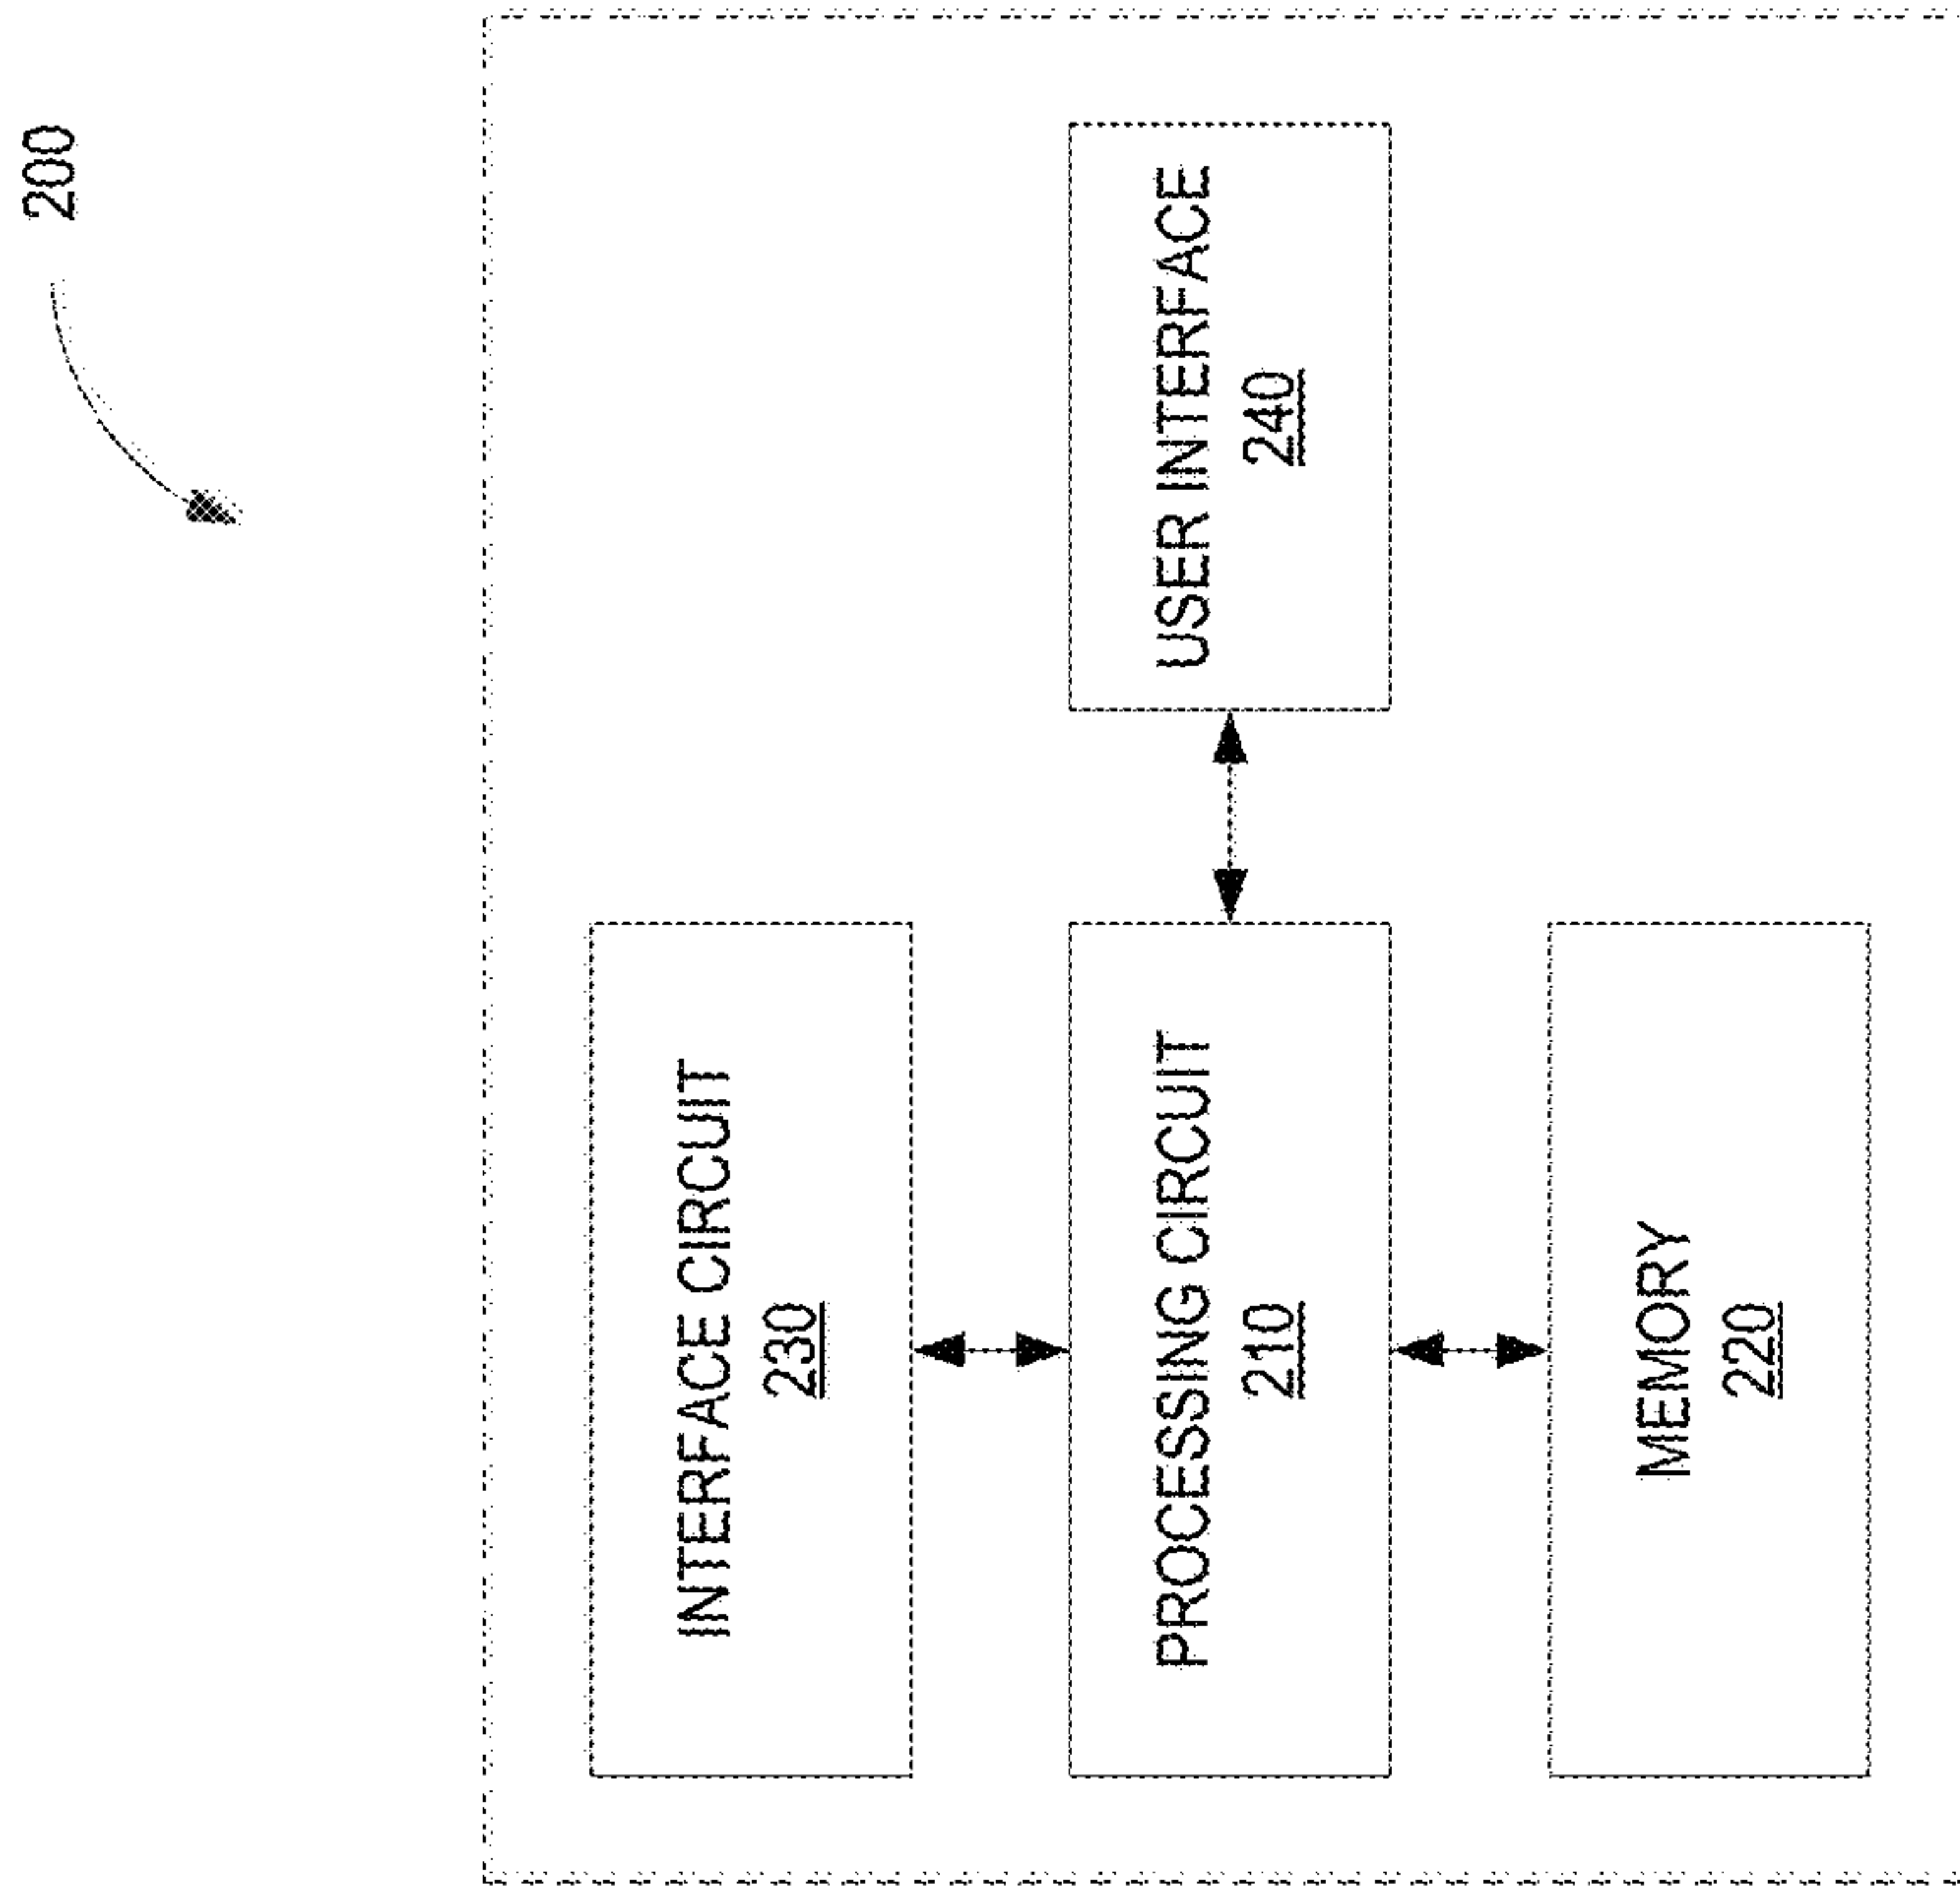 200
INTERFACE CIRCUIT
230
PROCESSING CIRCUIT
210
USER INTERFACE
240
MEMORY
220